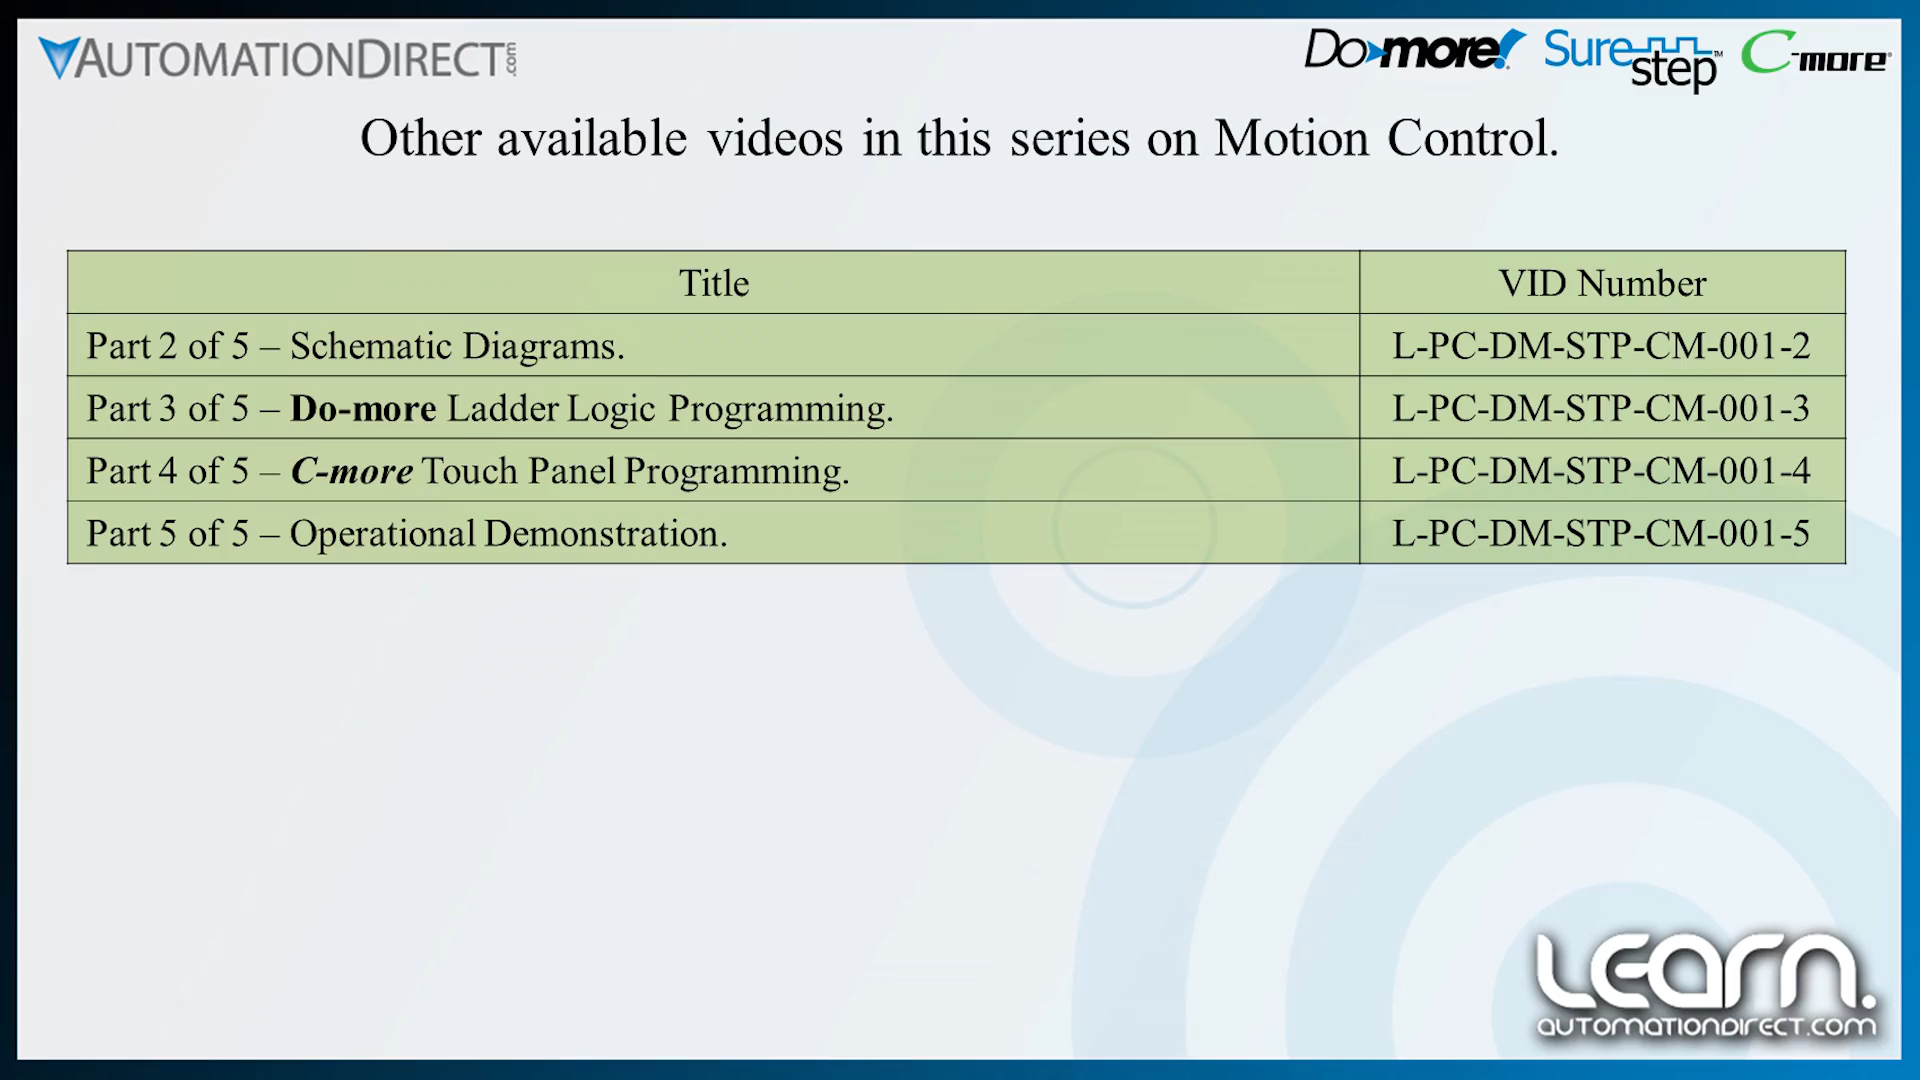 AUTOMATIONDIRECT.com
Do-more! Surestep™ C-more®
Other available videos in this series on Motion Control.
Title VID Number
Part 2 of 5 – Schematic Diagrams. L-PC-DM-STP-CM-001-2
Part 3 of 5 – Do-more Ladder Logic Programming. L-PC-DM-STP-CM-001-3
Part 4 of 5 – C-more Touch Panel Programming. L-PC-DM-STP-CM-001-4
Part 5 of 5 – Operational Demonstration. L-PC-DM-STP-CM-001-5
Learn.
automationdirect.com